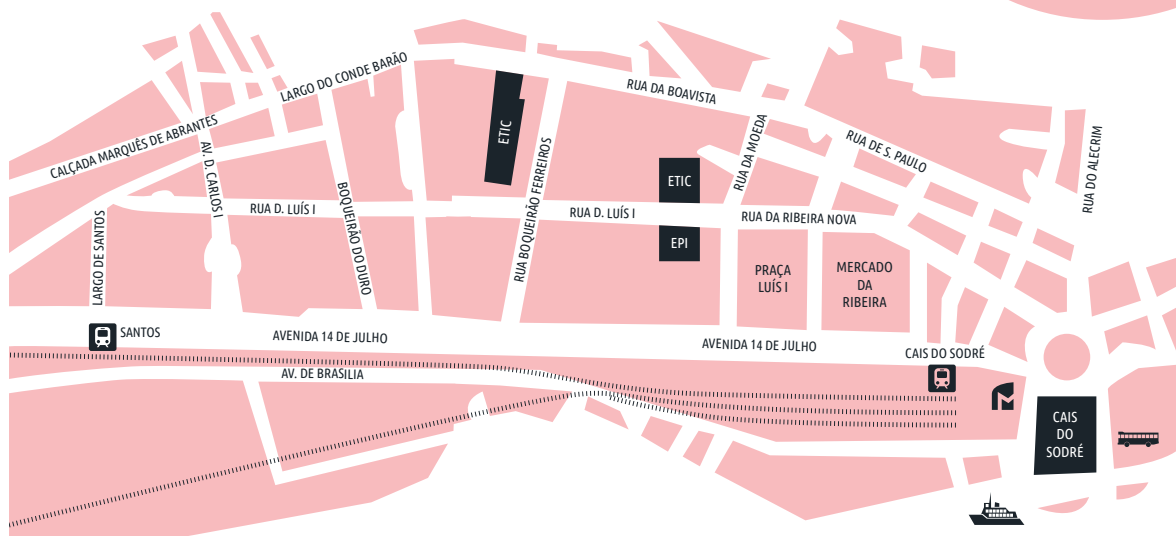 LARGO DO CONDE BARÃO
CALÇADA MARQUÊS DE ABRANTES
AV. D. CARLOS I
ETIC
RUA DA BOAVISTA
RUA DA MOEDA
RUA DE S. PAULO
RUA DO ALECRIM
RUA BOQUEIRÃO FERREIROS
BOQUEIRÃO DO DURO
LARGO DE SANTOS
RUA D. LUÍS I
RUA D. LUÍS I
ETIC
EPI
RUA DA RIBEIRA NOVA
PRAÇA
LUÍS I
MERCADO
DA
RIBEIRA
SANTOS
AVENIDA 14 DE JULHO
AVENIDA 14 DE JULHO
CAIS DO SODRÉ
AV. DE BRASILIA
CAIS
DO
SODRÉ